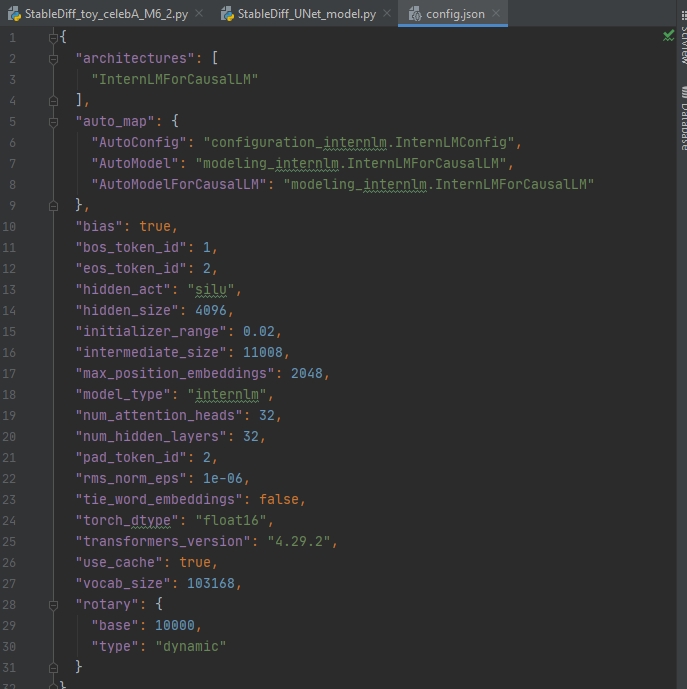 StableDiff_toy_celebA_M6_2.py StableDiff_UNet_model.py config.json
1 {
2 "architectures": [
3 "InternLMForCausalLM"
4 ],
5 "auto_map": {
6 "AutoConfig": "configuration_internlm.InternLMConfig",
7 "AutoModel": "modeling_internlm.InternLMForCausalLM",
8 "AutoModelForCausalLM": "modeling_internlm.InternLMForCausalLM"
9 },
10 "bias": true,
11 "bos_token_id": 1,
12 "eos_token_id": 2,
13 "hidden_act": "silu",
14 "hidden_size": 4096,
15 "initializer_range": 0.02,
16 "intermediate_size": 11008,
17 "max_position_embeddings": 2048,
18 "model_type": "internlm",
19 "num_attention_heads": 32,
20 "num_hidden_layers": 32,
21 "pad_token_id": 2,
22 "rms_norm_eps": 1e-06,
23 "tie_word_embeddings": false,
24 "torch_dtype": "float16",
25 "transformers_version": "4.29.2",
26 "use_cache": true,
27 "vocab_size": 103168,
28 "rotary": {
29 "base": 10000,
30 "type": "dynamic"
31 }
32 }
SciView
Database